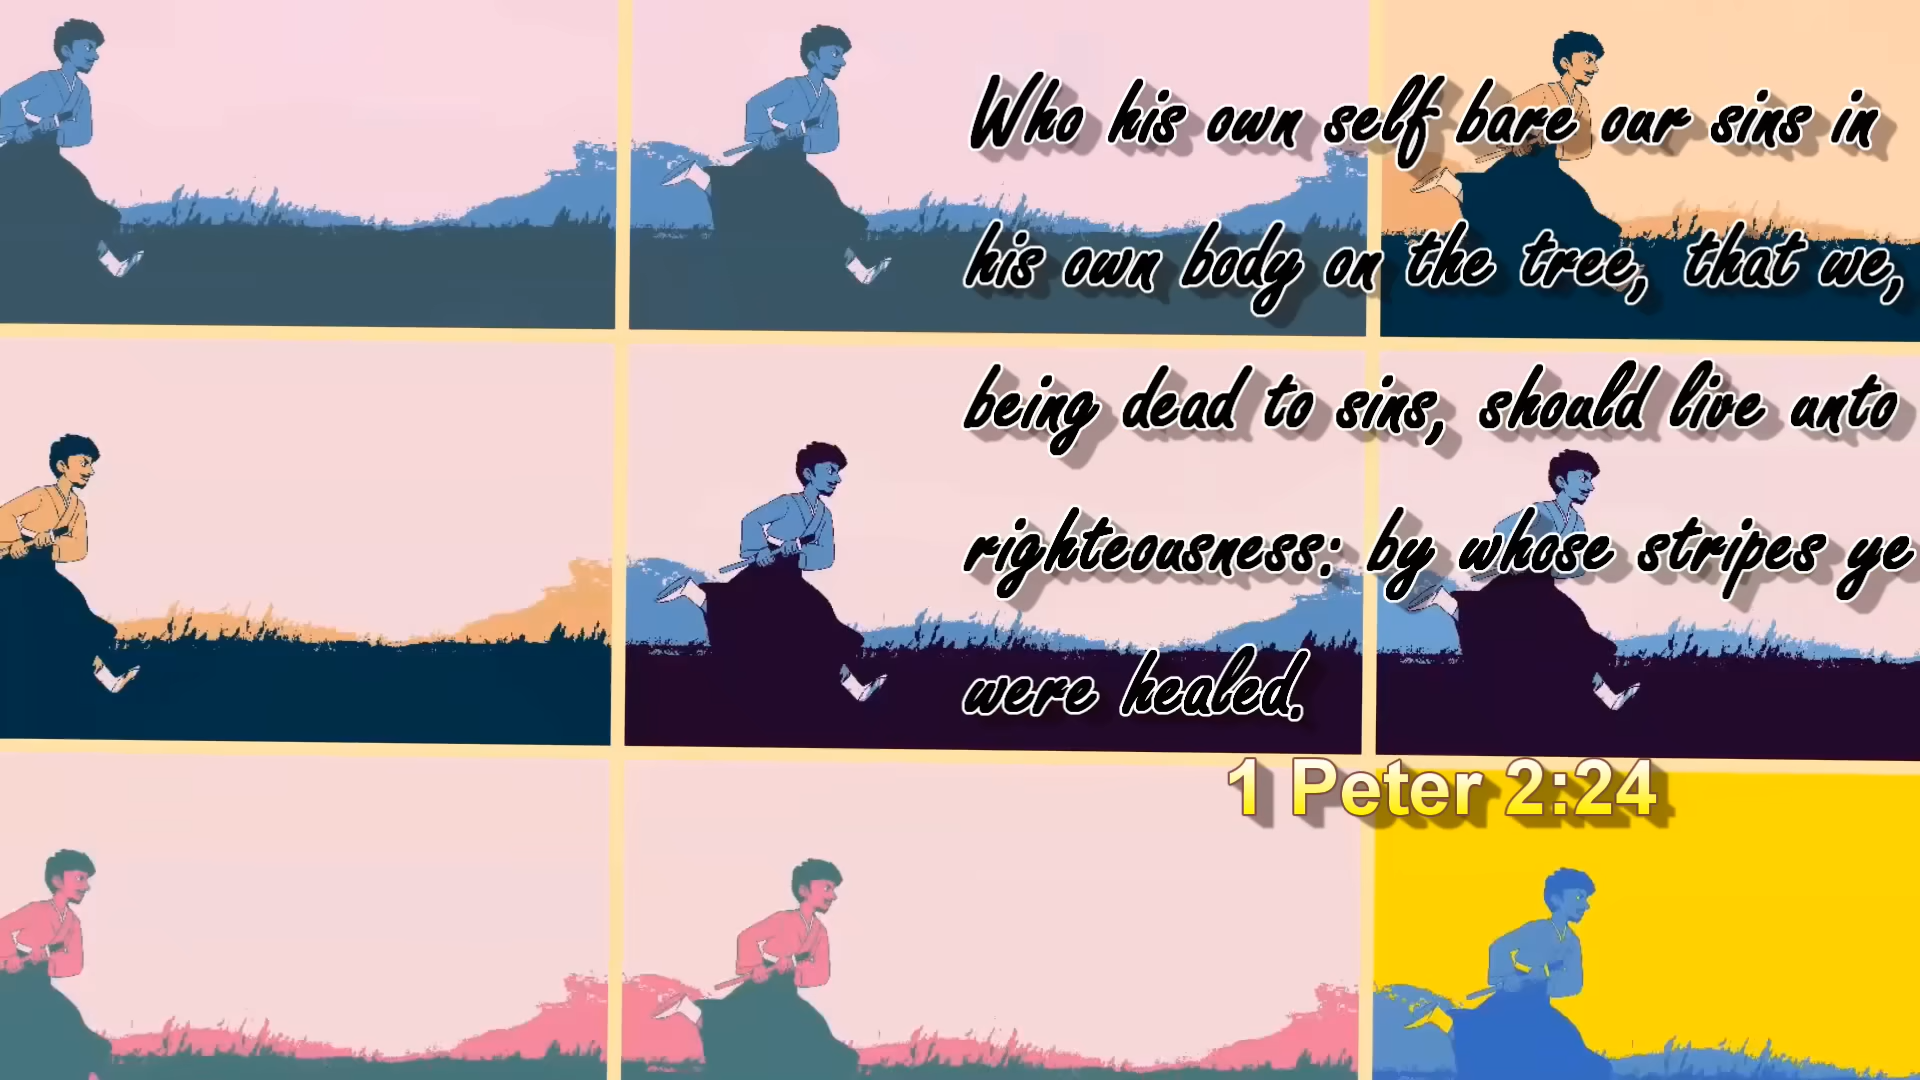 Who his own self bare our sins in
his own body on the tree, that we,
being dead to sins, should live unto
righteousness: by whose stripes ye
were healed.
1 Peter 2:24